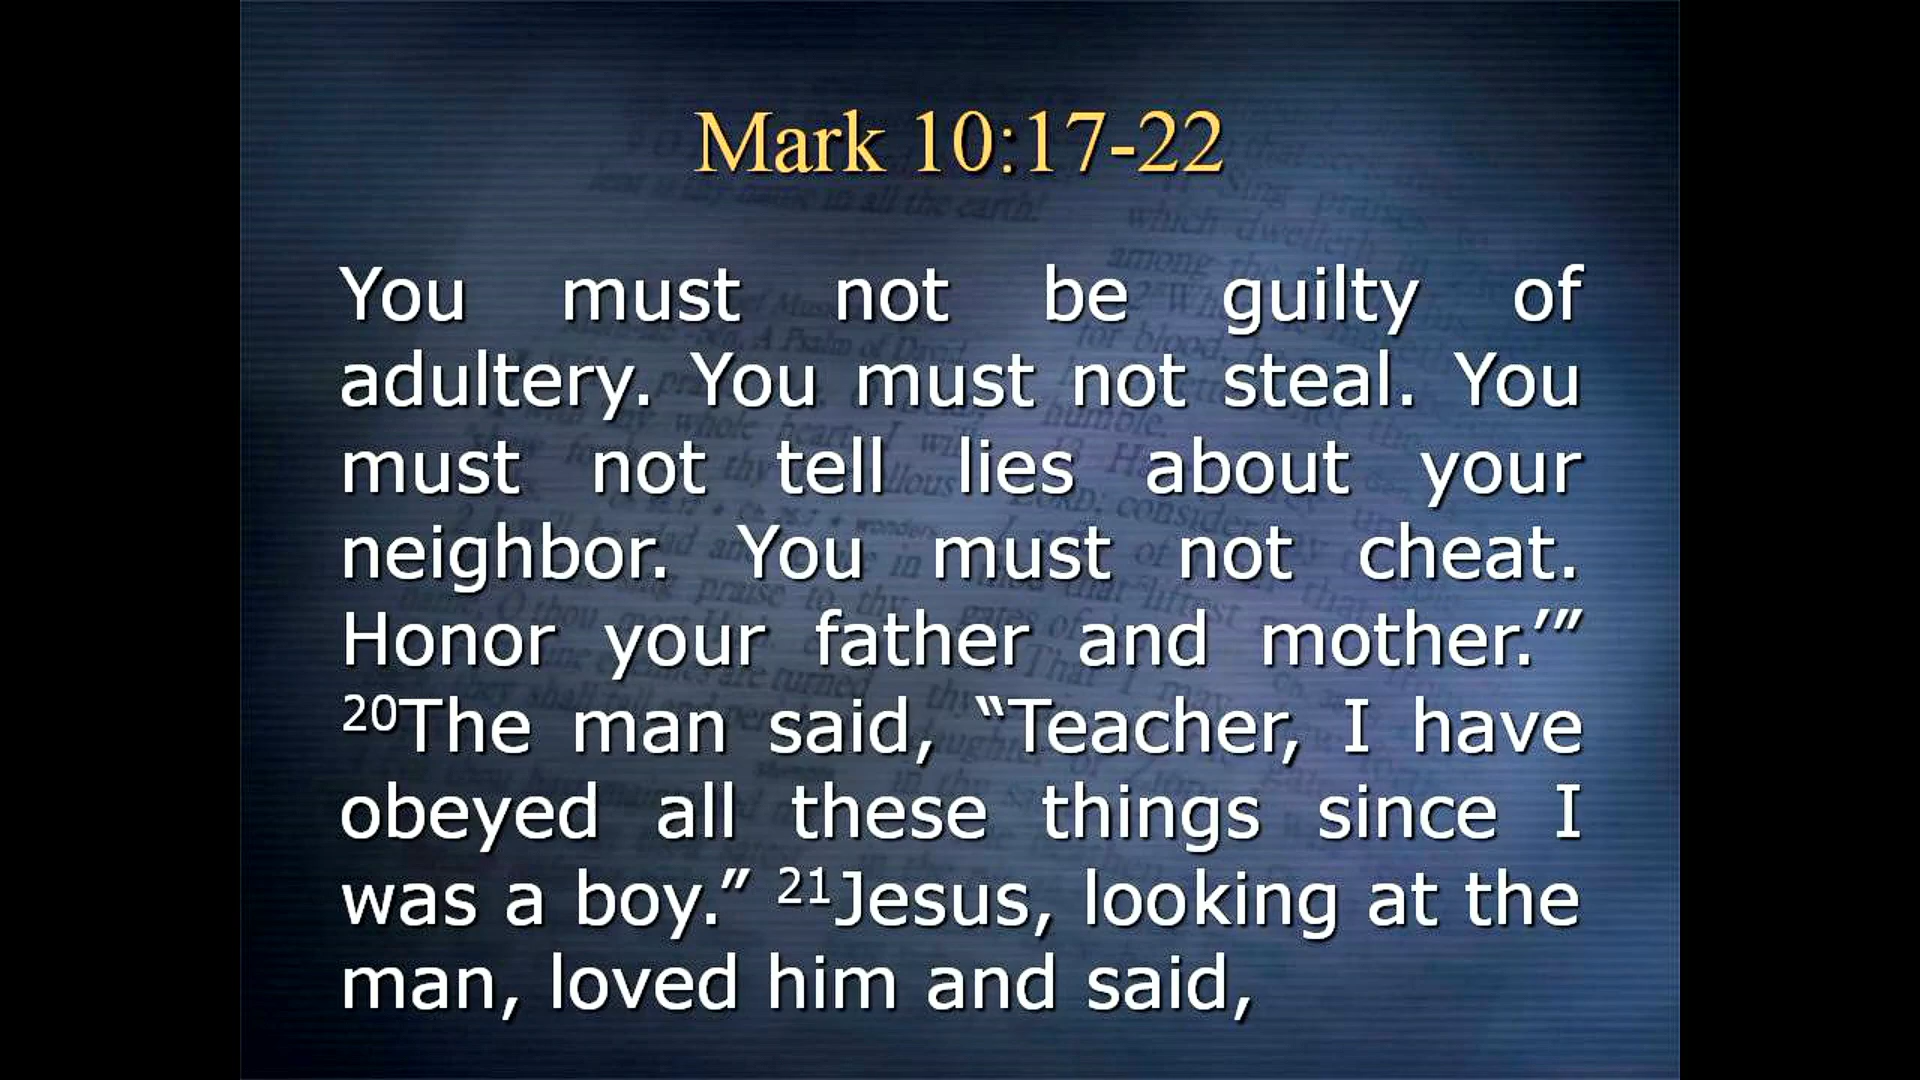 Mark 10:17-22
You must not be guilty of
adultery. You must not steal. You
must not tell lies about your
neighbor. You must not cheat.
Honor your father and mother.’”
20The man said, “Teacher, I have
obeyed all these things since I
was a boy.” 21Jesus, looking at the
man, loved him and said,